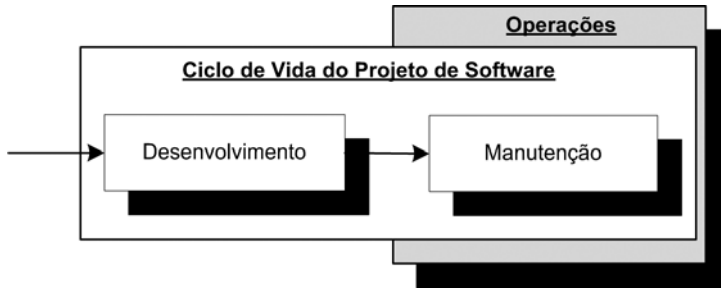 Operações
Ciclo de Vida do Projeto de Software
Desenvolvimento
Manutenção